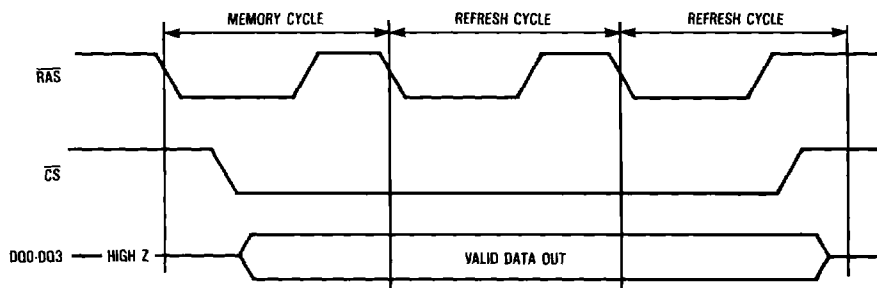 MEMORY CYCLE REFRESH CYCLE REFRESH CYCLE
RAS
CS
DQ0-DQ3 HIGH Z VALID DATA OUT